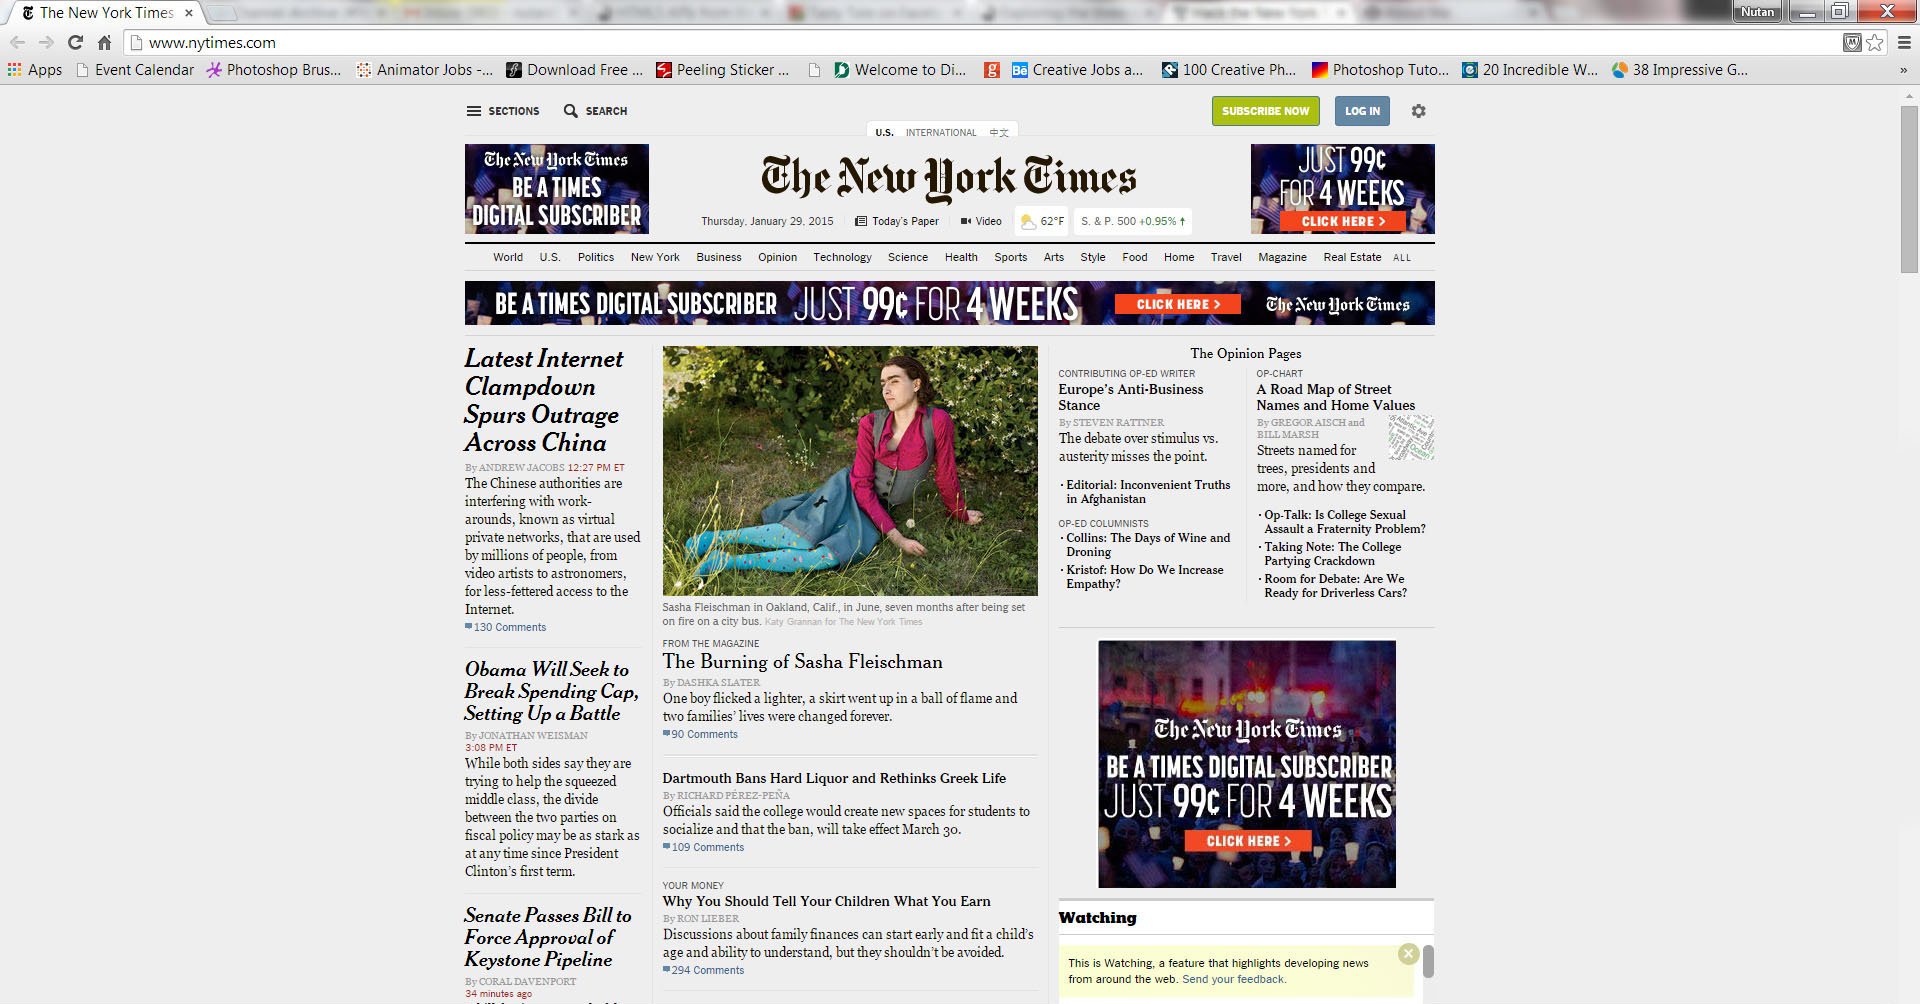 The New York Times
Nutan
www.nytimes.com
Apps
Event Calendar
Photoshop Brus...
Animator Jobs -...
Download Free ...
Peeling Sticker ...
Welcome to Di...
Creative Jobs a...
100 Creative Ph...
Photoshop Tuto...
20 Incredible W...
38 Impressive G...
»
SECTIONS
SEARCH
SUBSCRIBE NOW
LOG IN
U.S. INTERNATIONAL 中文
The New York Times
BE A TIMES
DIGITAL SUBSCRIBER
The New York Times
JUST 99¢
FOR 4 WEEKS
CLICK HERE >
Thursday, January 29, 2015
Today's Paper
Video
62°F
S. & P. 500 +0.95% ↑
World U.S. Politics New York Business Opinion Technology Science Health Sports Arts Style Food Home Travel Magazine Real Estate ALL
BE A TIMES DIGITAL SUBSCRIBER JUST 99¢ FOR 4 WEEKS CLICK HERE > The New York Times
Latest Internet
Clampdown
Spurs Outrage
Across China
By ANDREW JACOBS 12:27 PM ET
The Chinese authorities are
interfering with work-
arounds, known as virtual
private networks, that are used
by millions of people, from
video artists to astronomers,
for less-fettered access to the
Internet.
130 Comments
Obama Will Seek to
Break Spending Cap,
Setting Up a Battle
By JONATHAN WEISMAN
3:08 PM ET
While both sides say they are
trying to help the squeezed
middle class, the divide
between the two parties on
fiscal policy may be as stark as
at any time since President
Clinton's first term.
Senate Passes Bill to
Force Approval of
Keystone Pipeline
By CORAL DAVENPORT
34 minutes ago
Sasha Fleischman in Oakland, Calif., in June, seven months after being set
on fire on a city bus. Katy Grannan for The New York Times
FROM THE MAGAZINE
The Burning of Sasha Fleischman
By DASHKA SLATER
One boy flicked a lighter, a skirt went up in a ball of flame and
two families' lives were changed forever.
90 Comments
Dartmouth Bans Hard Liquor and Rethinks Greek Life
By RICHARD PÉREZ-PEÑA
Officials said the college would create new spaces for students to
socialize and that the ban, will take effect March 30.
109 Comments
YOUR MONEY
Why You Should Tell Your Children What You Earn
By RON LIEBER
Discussions about family finances can start early and fit a child's
age and ability to understand, but they shouldn't be avoided.
294 Comments
The Opinion Pages
CONTRIBUTING OP-ED WRITER
Europe's Anti-Business
Stance
By STEVEN RATTNER
The debate over stimulus vs.
austerity misses the point.
· Editorial: Inconvenient Truths
in Afghanistan
OP-ED COLUMNISTS
· Collins: The Days of Wine and
Droning
· Kristof: How Do We Increase
Empathy?
OP-CHART
A Road Map of Street
Names and Home Values
By GREGOR AISCH and
BILL MARSH
Streets named for
trees, presidents and
more, and how they compare.
· Op-Talk: Is College Sexual
Assault a Fraternity Problem?
· Taking Note: The College
Partying Crackdown
· Room for Debate: Are We
Ready for Driverless Cars?
The New York Times
BE A TIMES DIGITAL SUBSCRIBER
JUST 99¢ FOR 4 WEEKS
CLICK HERE >
Watching
This is Watching, a feature that highlights developing news
from around the web. Send your feedback.